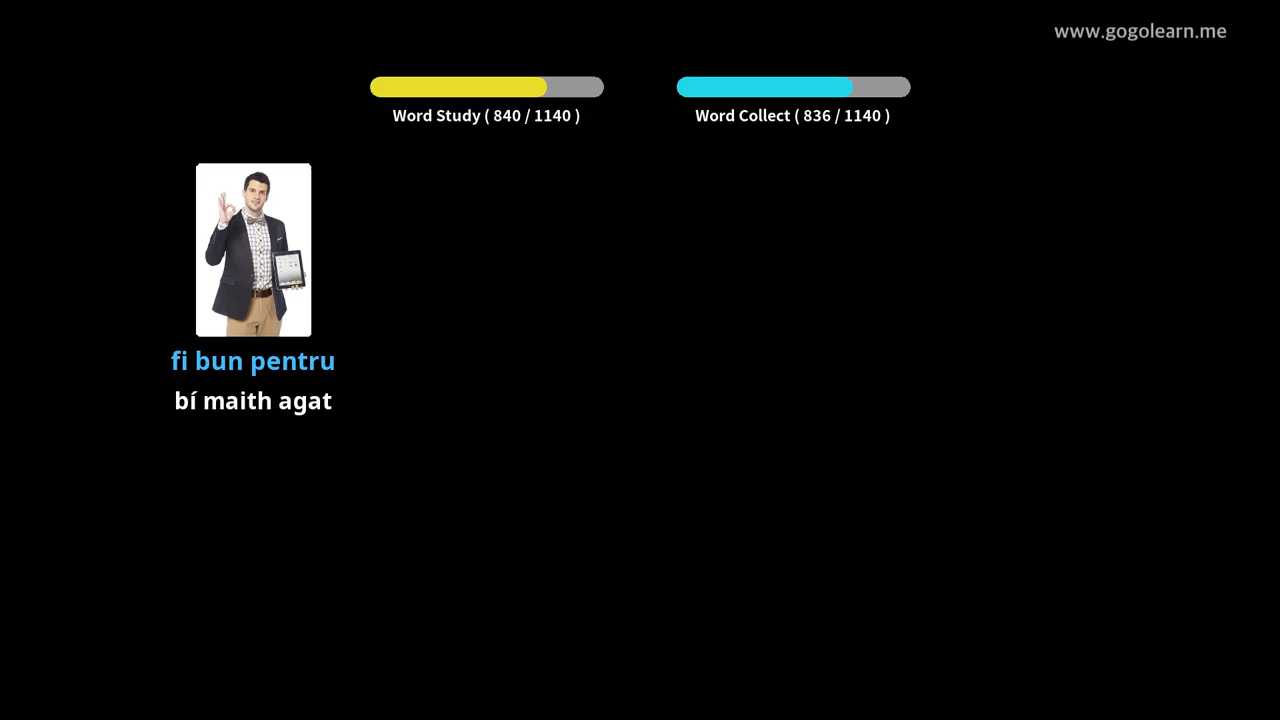 www.gogolearn.me
Word Study ( 840 / 1140 )
Word Collect ( 836 / 1140 )
fi bun pentru
bí maith agat